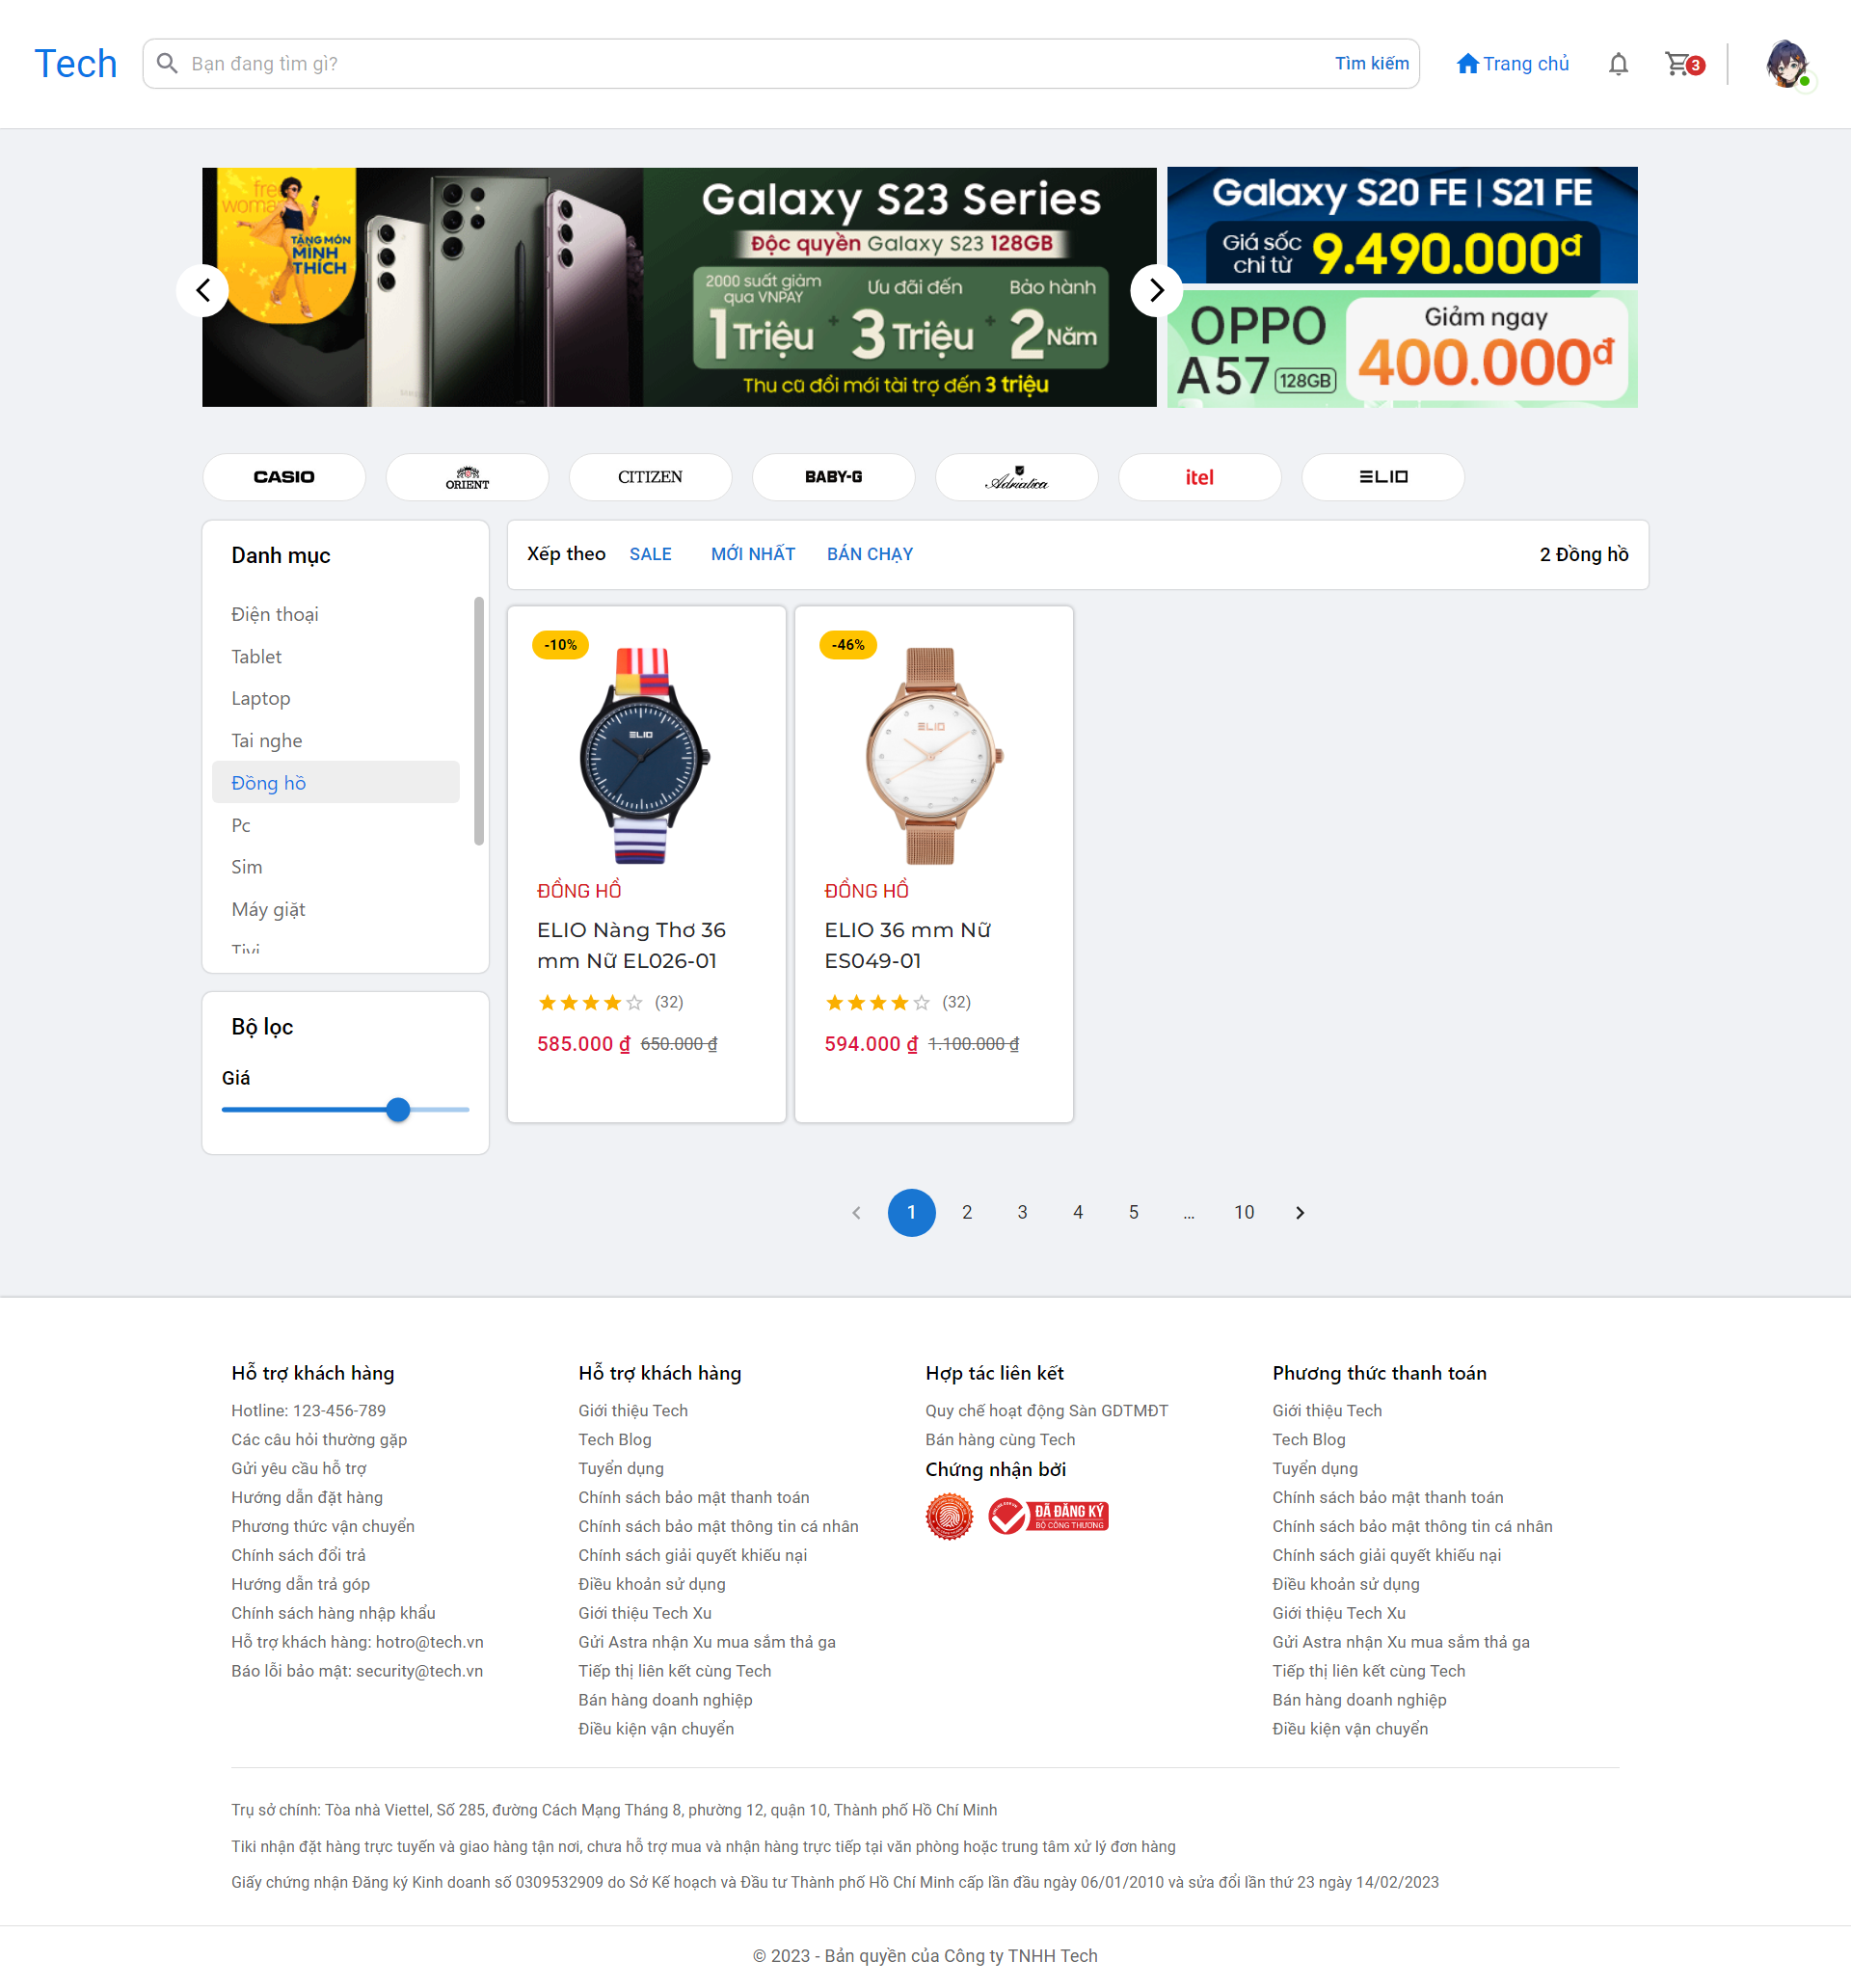 Tech
Bạn đang tìm gì?
Tìm kiếm
Trang chủ
3
free woman
TẶNG MÓN
MÌNH
THÍCH
Galaxy S23 Series
Độc quyền Galaxy S23 128GB
2000 suất giảm
qua VNPAY
1 Triệu
+
Ưu đãi đến
3 Triệu
+
Bảo hành
2 Năm
Thu cũ đổi mới tài trợ đến 3 triệu
Galaxy S20 FE | S21 FE
Giá sốc
chỉ từ
9.490.000đ
OPPO
A57 128GB
Giảm ngay
400.000đ
CASIO
ORIENT
CITIZEN
BABY-G
Adriatica
itel
ELIO
Danh mục
Điện thoại
Tablet
Laptop
Tai nghe
Đồng hồ
Pc
Sim
Máy giặt
Tivi
Bộ lọc
Giá
Xếp theo
SALE
MỚI NHẤT
BÁN CHẠY
2 Đồng hồ
-10%
ELIO
ĐỒNG HỒ
ELIO Nàng Thơ 36
mm Nữ EL026-01
(32)
585.000 ₫ 650.000 ₫
-46%
ELIO
ĐỒNG HỒ
ELIO 36 mm Nữ
ES049-01
(32)
594.000 ₫ 1.100.000 ₫
1
2
3
4
5
...
10
Hỗ trợ khách hàng
Hotline: 123-456-789
Các câu hỏi thường gặp
Gửi yêu cầu hỗ trợ
Hướng dẫn đặt hàng
Phương thức vận chuyển
Chính sách đổi trả
Hướng dẫn trả góp
Chính sách hàng nhập khẩu
Hỗ trợ khách hàng: hotro@tech.vn
Báo lỗi bảo mật: security@tech.vn
Hỗ trợ khách hàng
Giới thiệu Tech
Tech Blog
Tuyển dụng
Chính sách bảo mật thanh toán
Chính sách bảo mật thông tin cá nhân
Chính sách giải quyết khiếu nại
Điều khoản sử dụng
Giới thiệu Tech Xu
Gửi Astra nhận Xu mua sắm thả ga
Tiếp thị liên kết cùng Tech
Bán hàng doanh nghiệp
Điều kiện vận chuyển
Hợp tác liên kết
Quy chế hoạt động Sàn GDTMĐT
Bán hàng cùng Tech
Chứng nhận bởi
ĐÃ ĐĂNG KÝ
BỘ CÔNG THƯƠNG
Phương thức thanh toán
Giới thiệu Tech
Tech Blog
Tuyển dụng
Chính sách bảo mật thanh toán
Chính sách bảo mật thông tin cá nhân
Chính sách giải quyết khiếu nại
Điều khoản sử dụng
Giới thiệu Tech Xu
Gửi Astra nhận Xu mua sắm thả ga
Tiếp thị liên kết cùng Tech
Bán hàng doanh nghiệp
Điều kiện vận chuyển
Trụ sở chính: Tòa nhà Viettel, Số 285, đường Cách Mạng Tháng 8, phường 12, quận 10, Thành phố Hồ Chí Minh
Tiki nhận đặt hàng trực tuyến và giao hàng tận nơi, chưa hỗ trợ mua và nhận hàng trực tiếp tại văn phòng hoặc trung tâm xử lý đơn hàng
Giấy chứng nhận Đăng ký Kinh doanh số 0309532909 do Sở Kế hoạch và Đầu tư Thành phố Hồ Chí Minh cấp lần đầu ngày 06/01/2010 và sửa đổi lần thứ 23 ngày 14/02/2023
© 2023 - Bản quyền của Công ty TNHH Tech